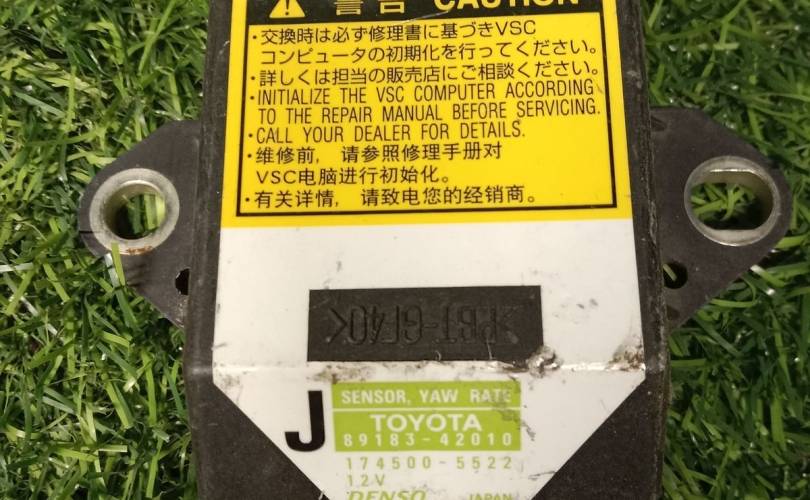 警告 CAUTION
・交換時は必ず修理書に基づきVSC
コンピュータの初期化を行ってください。
・詳しくは担当の販売店にご相談ください。
・INITIALIZE THE VSC COMPUTER ACCORDING
TO THE REPAIR MANUAL BEFORE SERVICING.
・CALL YOUR DEALER FOR DETAILS.
・维修前，请参照修理手册对
VSC电脑进行初始化。
・有关详情，请致电您的经销商。
>PBT-GF40<
J
SENSOR, YAW RATE
TOYOTA
89183-42010
174500-5522
12V
DENSO JAPAN